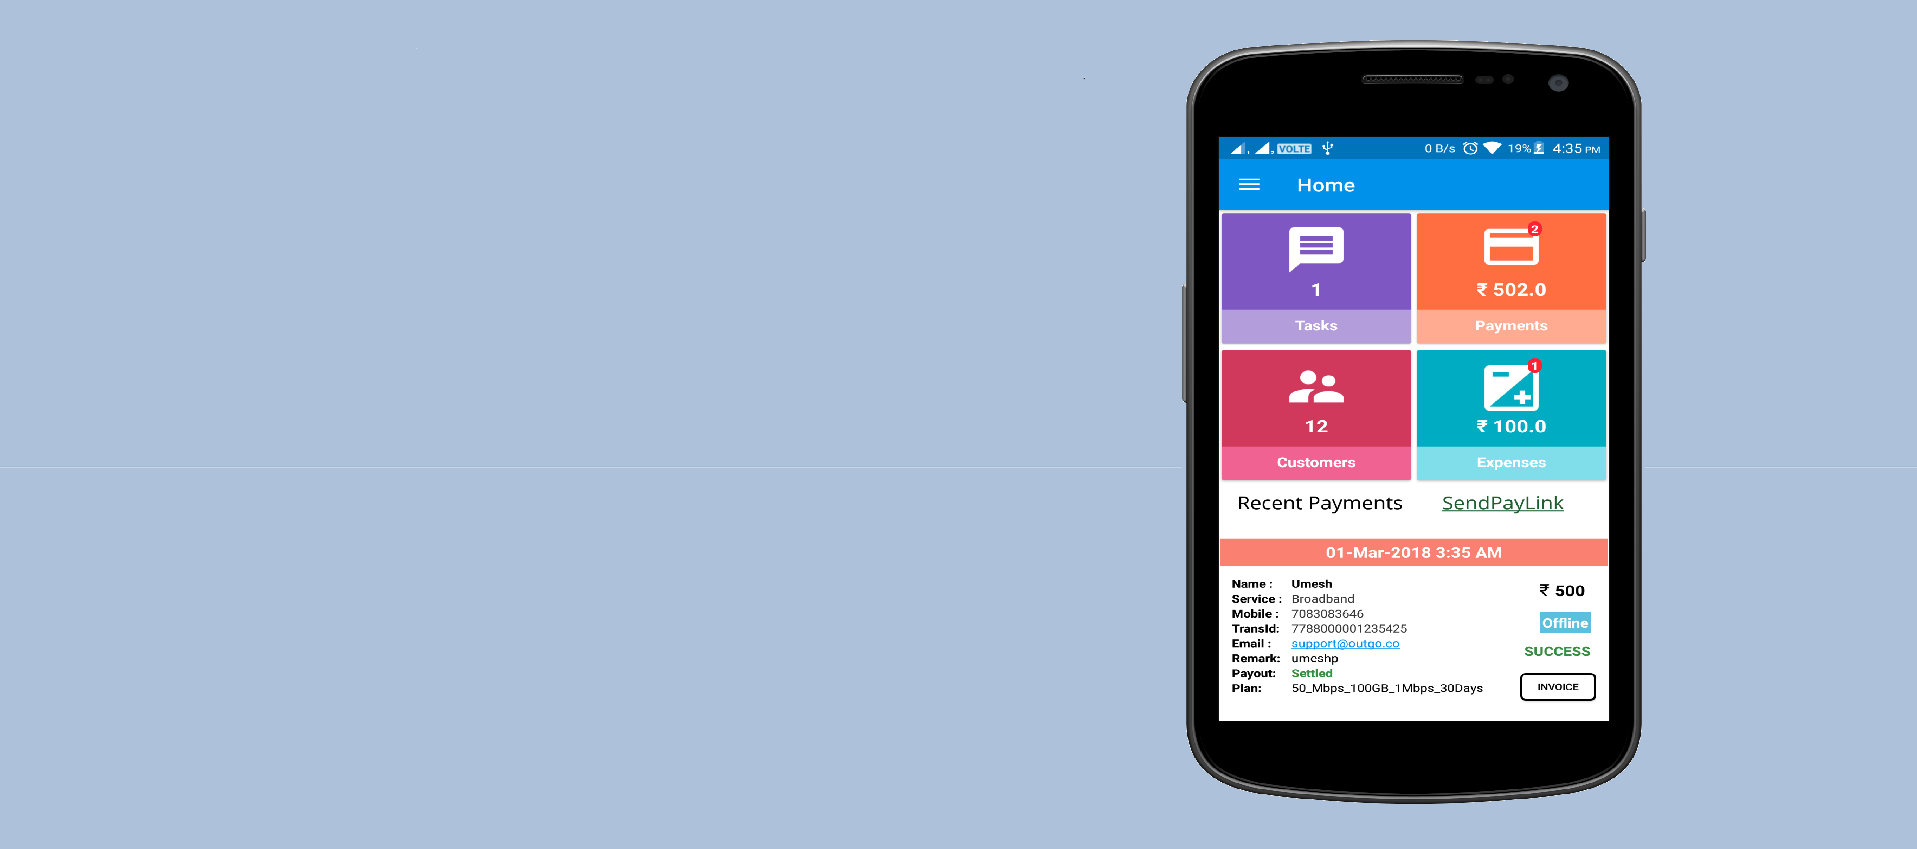 VOLTE 0 B/s 19% 4:35 PM
Home
2
1 ₹ 502.0
Tasks Payments
1
12 ₹ 100.0
Customers Expenses
Recent Payments SendPayLink
01-Mar-2018 3:35 AM
Name : Umesh ₹ 500
Service : Broadband
Mobile : 7083083646
TransId: 7788000001235425 Offline
Email : support@outgo.co
Remark: umeshp SUCCESS
Payout: Settled
Plan: 50_Mbps_100GB_1Mbps_30Days INVOICE